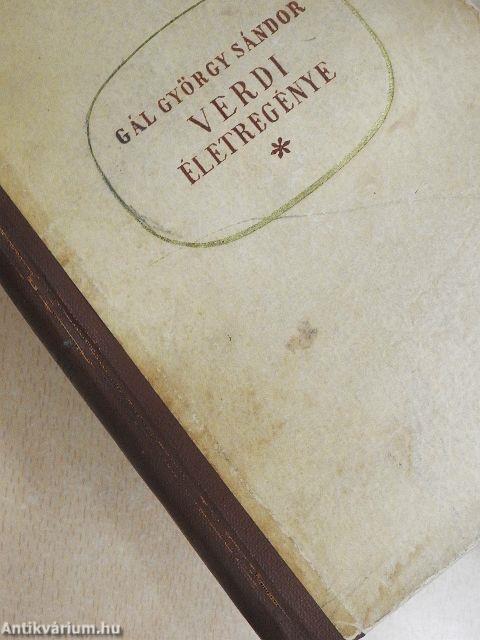 GÁL GYÖRGY SÁNDOR
VERDI
ÉLETREGÉNYE
*
Antikvárium.hu